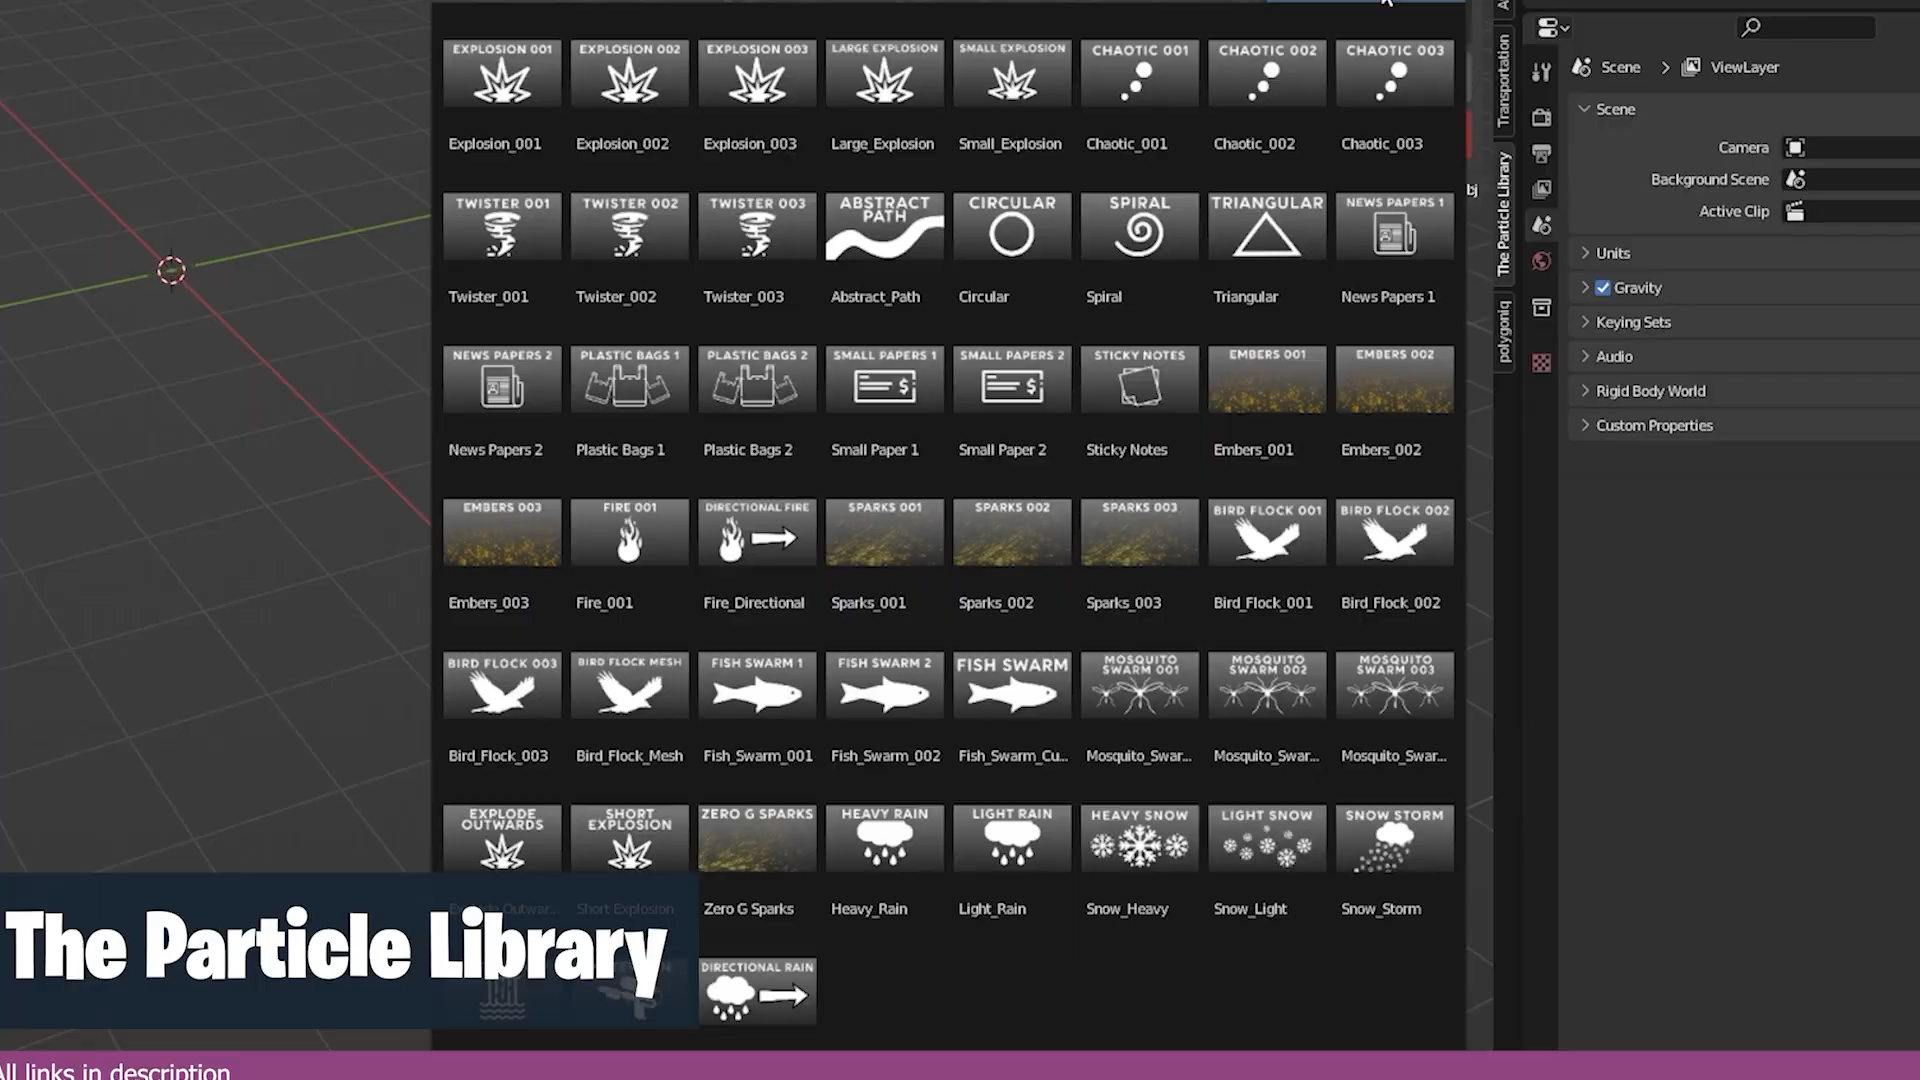 EXPLOSION 001 EXPLOSION 002 EXPLOSION 003 LARGE EXPLOSION SMALL EXPLOSION CHAOTIC 001 CHAOTIC 002 CHAOTIC 003
Explosion_001 Explosion_002 Explosion_003 Large_Explosion Small_Explosion Chaotic_001 Chaotic_002 Chaotic_003
TWISTER 001 TWISTER 002 TWISTER 003 ABSTRACT PATH CIRCULAR SPIRAL TRIANGULAR NEWS PAPERS 1
Twister_001 Twister_002 Twister_003 Abstract_Path Circular Spiral Triangular News Papers 1
NEWS PAPERS 2 PLASTIC BAGS 1 PLASTIC BAGS 2 SMALL PAPERS 1 SMALL PAPERS 2 STICKY NOTES EMBERS 001 EMBERS 002
News Papers 2 Plastic Bags 1 Plastic Bags 2 Small Paper 1 Small Paper 2 Sticky Notes Embers_001 Embers_002
EMBERS 003 FIRE 001 DIRECTIONAL FIRE SPARKS 001 SPARKS 002 SPARKS 003 BIRD FLOCK 001 BIRD FLOCK 002
Embers_003 Fire_001 Fire_Directional Sparks_001 Sparks_002 Sparks_003 Bird_Flock_001 Bird_Flock_002
BIRD FLOCK 003 BIRD FLOCK MESH FISH SWARM 1 FISH SWARM 2 FISH SWARM MOSQUITO SWARM 001 MOSQUITO SWARM 002 MOSQUITO SWARM 003
Bird_Flock_003 Bird_Flock_Mesh Fish_Swarm_001 Fish_Swarm_002 Fish_Swarm_Cu... Mosquito_Swar... Mosquito_Swar... Mosquito_Swar...
EXPLODE OUTWARDS SHORT EXPLOSION ZERO G SPARKS HEAVY RAIN LIGHT RAIN HEAVY SNOW LIGHT SNOW SNOW STORM
Short Explosion Zero G Sparks Heavy_Rain Light_Rain Snow_Heavy Snow_Light Snow_Storm
DIRECTIONAL RAIN
The Particle Library
All links in description
bj
Transportation
The Particle Library
polygoniq
Scene > ViewLayer
Scene
Camera
Background Scene
Active Clip
Units
Gravity
Keying Sets
Audio
Rigid Body World
Custom Properties